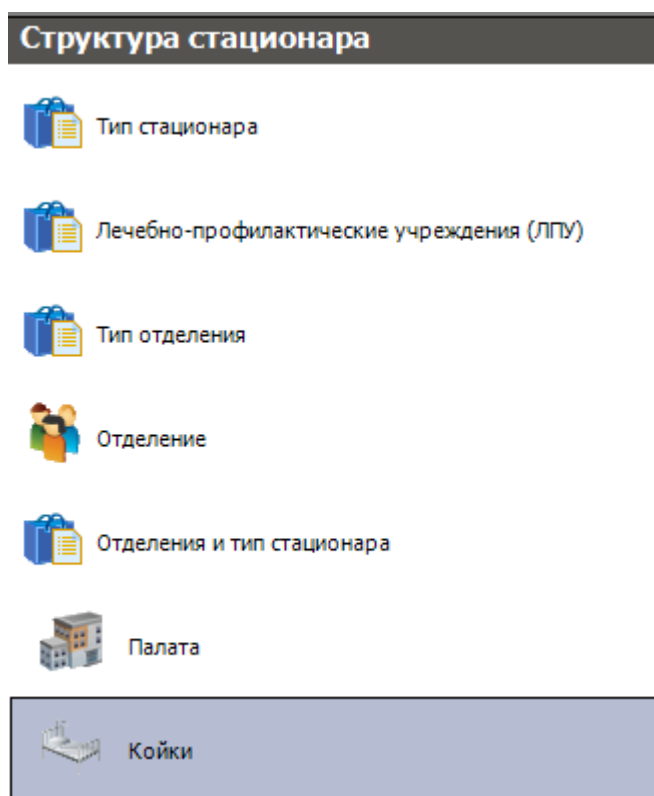 Структура стационара
Тип стационара
Лечебно-профилактические учреждения (ЛПУ)
Тип отделения
Отделение
Отделения и тип стационара
Палата
Койки